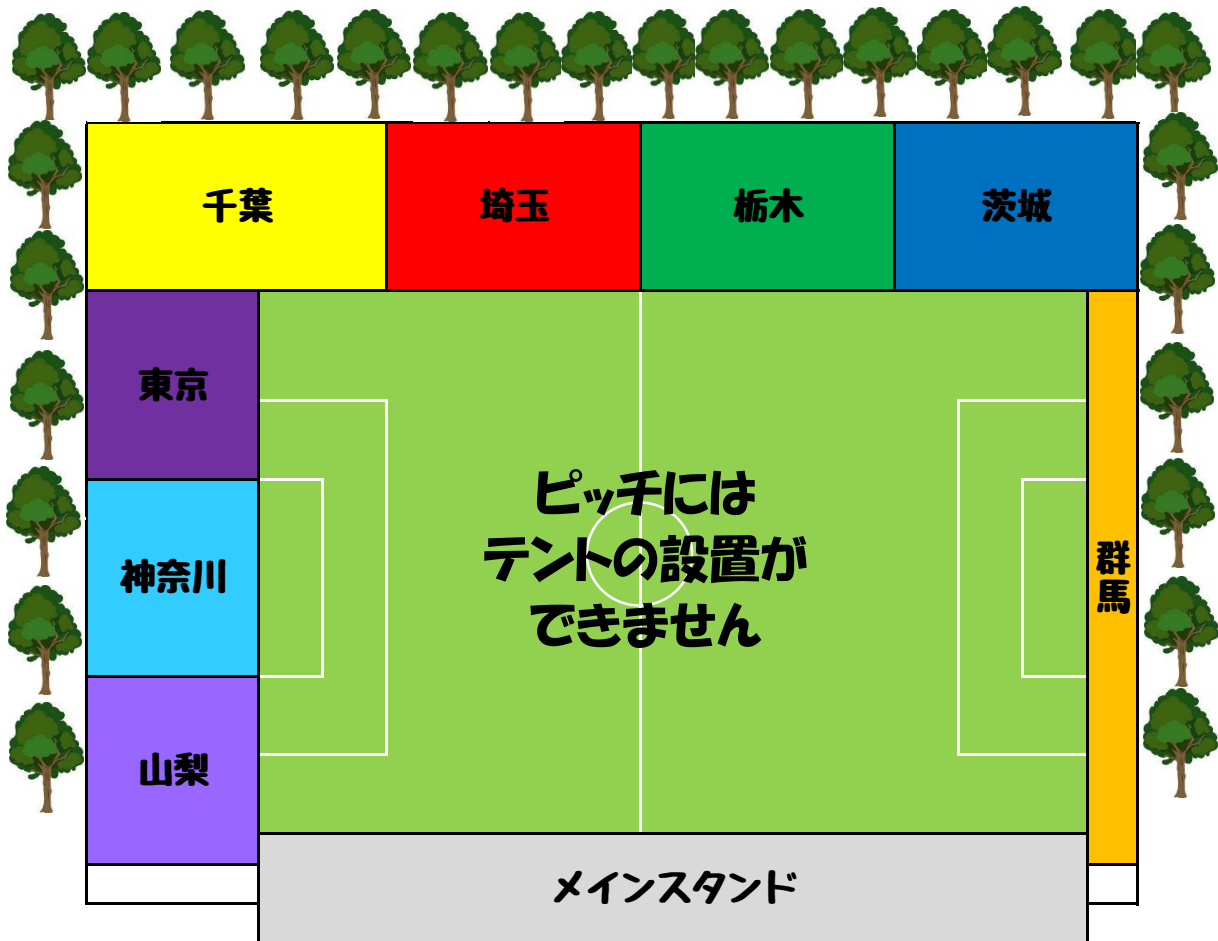 千葉
埼玉
栃木
茨城
東京
ピッチには
テントの設置が
できません
神奈川
群馬
山梨
メインスタンド